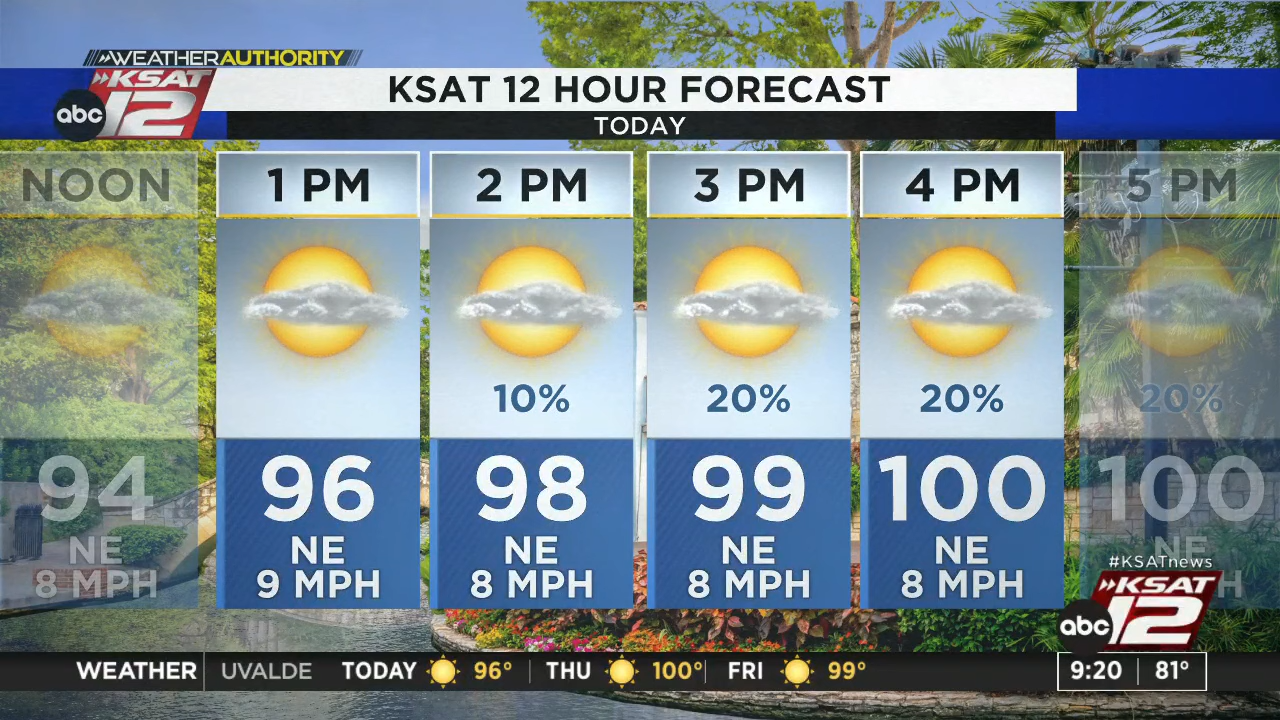 WEATHERAUTHORITY
KSAT
abc 12
KSAT 12 HOUR FORECAST
TODAY
NOON
94
NE
8 MPH
1 PM
96
NE
9 MPH
2 PM
10%
98
NE
8 MPH
3 PM
20%
99
NE
8 MPH
4 PM
20%
100
NE
8 MPH
5 PM
20%
100
NE
#KSATnews
KSAT
abc 12
WEATHER UVALDE TODAY 96° THU 100° FRI 99°
9:20 81°